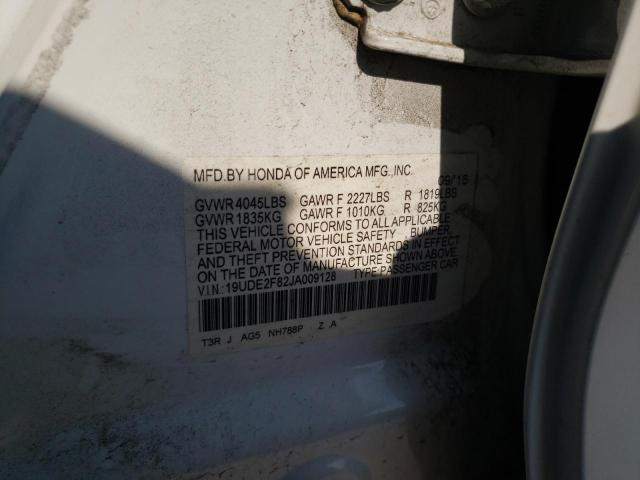 MFD.BY HONDA OF AMERICA MFG.,INC. 09/18
GVWR 4045LBS GAWR F 2227LBS R 1819LBS
GVWR 1835KG GAWR F 1010KG R 825KG
THIS VEHICLE CONFORMS TO ALL APPLICABLE
FEDERAL MOTOR VEHICLE SAFETY, BUMPER,
AND THEFT PREVENTION STANDARDS IN EFFECT
ON THE DATE OF MANUFACTURE SHOWN ABOVE.
V.I.N.: 19UDE2F82JA009128 TYPE:PASSENGER CAR
T3R J AG5 NH788P Z A